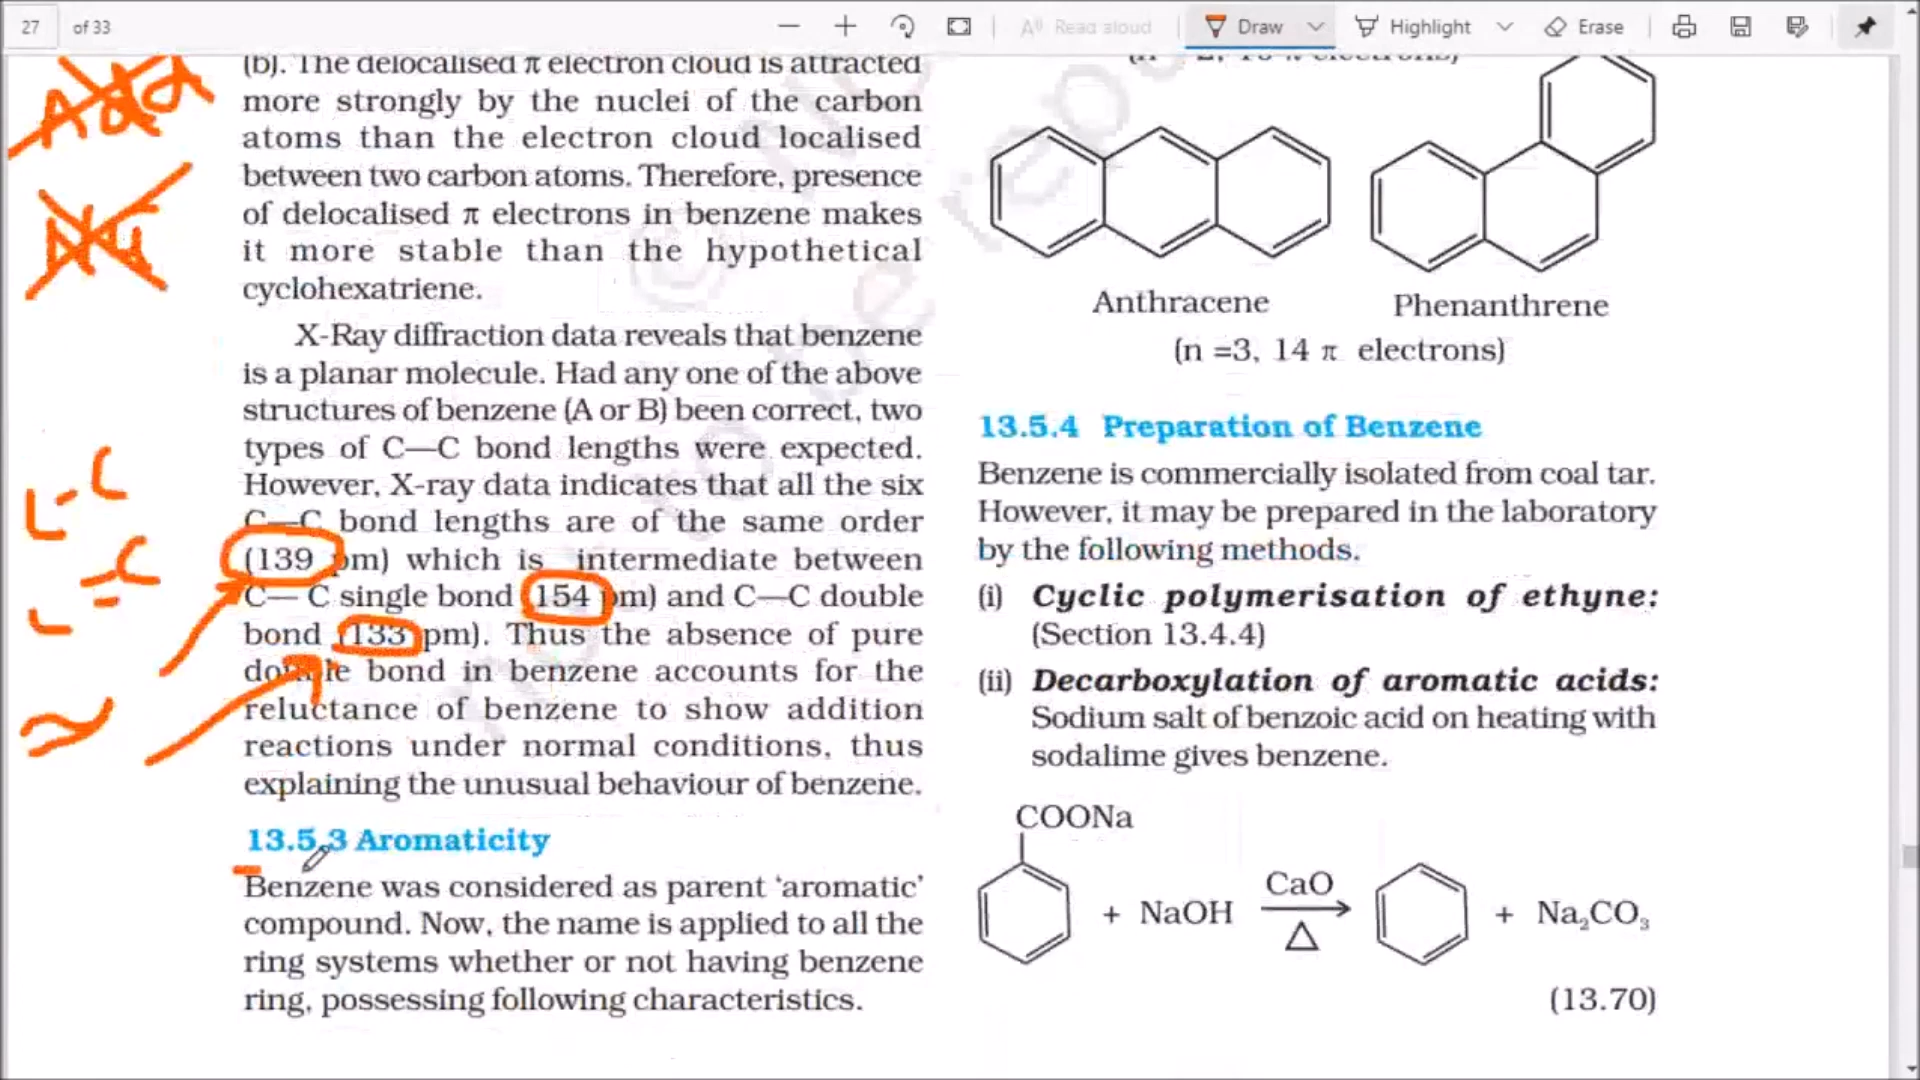 27 of 33
Read aloud
Draw
Highlight
Erase
(b). The delocalised π electron cloud is attracted
more strongly by the nuclei of the carbon
atoms than the electron cloud localised
between two carbon atoms. Therefore, presence
of delocalised π electrons in benzene makes
it more stable than the hypothetical
cyclohexatriene.
X-Ray diffraction data reveals that benzene
is a planar molecule. Had any one of the above
structures of benzene (A or B) been correct, two
types of C—C bond lengths were expected.
However, X-ray data indicates that all the six
C—C bond lengths are of the same order
(139 pm) which is intermediate between
C— C single bond (154 pm) and C—C double
bond (133 pm). Thus the absence of pure
double bond in benzene accounts for the
reluctance of benzene to show addition
reactions under normal conditions, thus
explaining the unusual behaviour of benzene.
13.5.3 Aromaticity
Benzene was considered as parent ‘aromatic’
compound. Now, the name is applied to all the
ring systems whether or not having benzene
ring, possessing following characteristics.
Anthracene
Phenanthrene
(n =3, 14 π electrons)
13.5.4 Preparation of Benzene
Benzene is commercially isolated from coal tar.
However, it may be prepared in the laboratory
by the following methods.
(i) Cyclic polymerisation of ethyne:
(Section 13.4.4)
(ii) Decarboxylation of aromatic acids:
Sodium salt of benzoic acid on heating with
sodalime gives benzene.
COONa
+ NaOH CaO Δ + Na₂CO₃
(13.70)